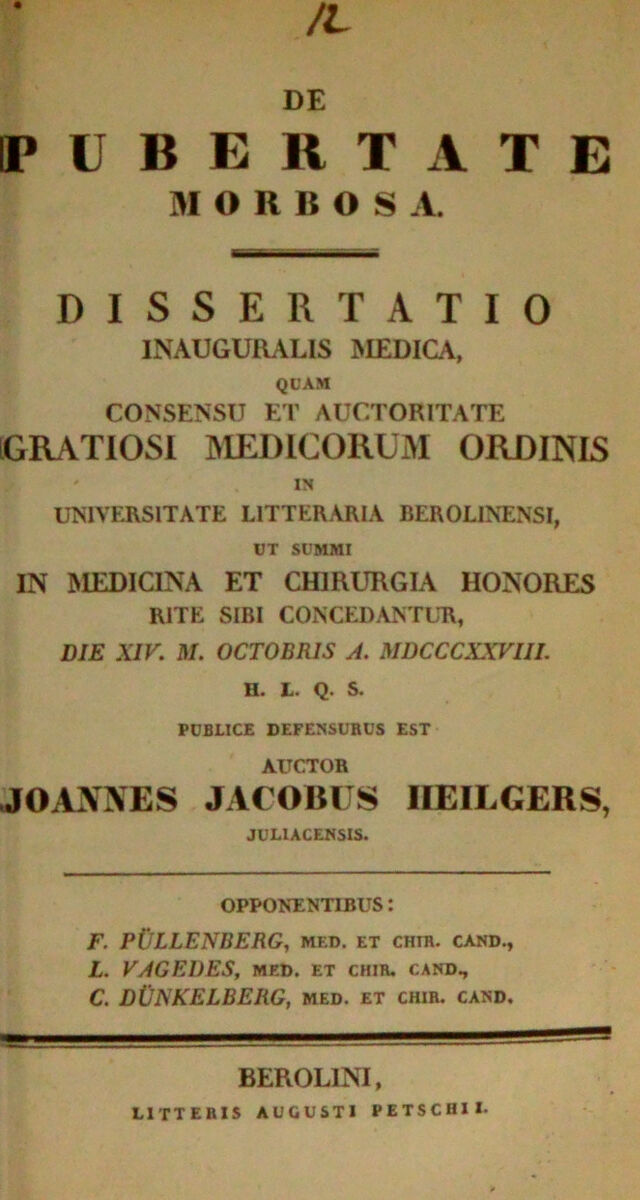 12
DE
PUBERTATE
MORBOSA.
DISSERTATIO
INAUGURALIS MEDICA,
QUAM
CONSENSU ET AUCTORITATE
GRATIOSI MEDICORUM ORDINIS
IN
UNIVERSITATE LITTERARIA BEROLINENSI,
UT SUMMI
IN MEDICINA ET CHIRURGIA HONORES
RITE SIBI CONCEDANTUR,
DIE XIV. M. OCTOBRIS A. MDCCCXXVIII.
H. L. Q. S.
PUBLICE DEFENSURUS EST
AUCTOR
JOANNES JACOBUS HEILGERS,
JULIACENSIS.
OPPONENTIBUS:
F. PÜLLENBERG, MED. ET CHIR. CAND.,
L. VAGEDES, MED. ET CHIR. CAND.,
C. DÜNKELBERG, MED. ET CHIR. CAND.
BEROLINI,
LITTERIS AUGUSTI PETSCHII.